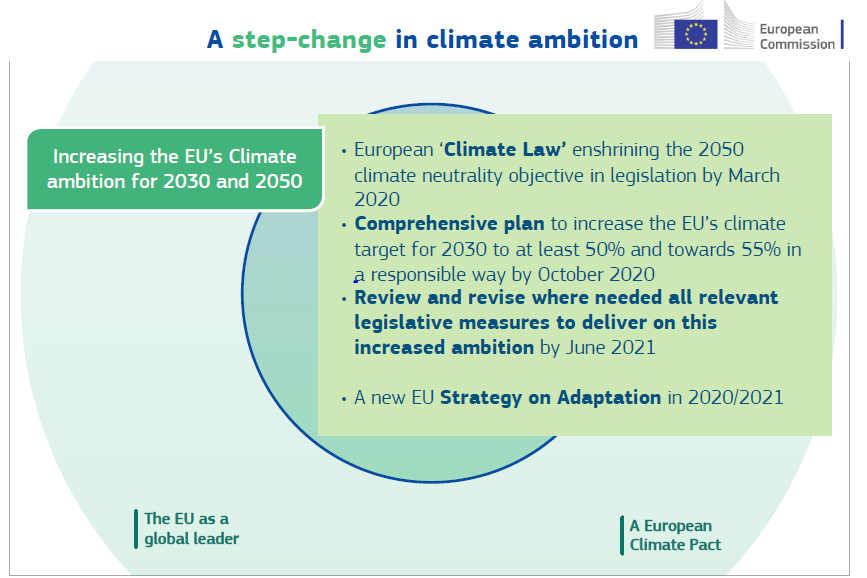 A step-change in climate ambition
European
Commission
Increasing the EU's Climate
ambition for 2030 and 2050
• European ‘Climate Law’ enshrining the 2050
climate neutrality objective in legislation by March
2020
• Comprehensive plan to increase the EU’s climate
target for 2030 to at least 50% and towards 55% in
a responsible way by October 2020
• Review and revise where needed all relevant
legislative measures to deliver on this
increased ambition by June 2021
• A new EU Strategy on Adaptation in 2020/2021
The EU as a
global leader
A European
Climate Pact